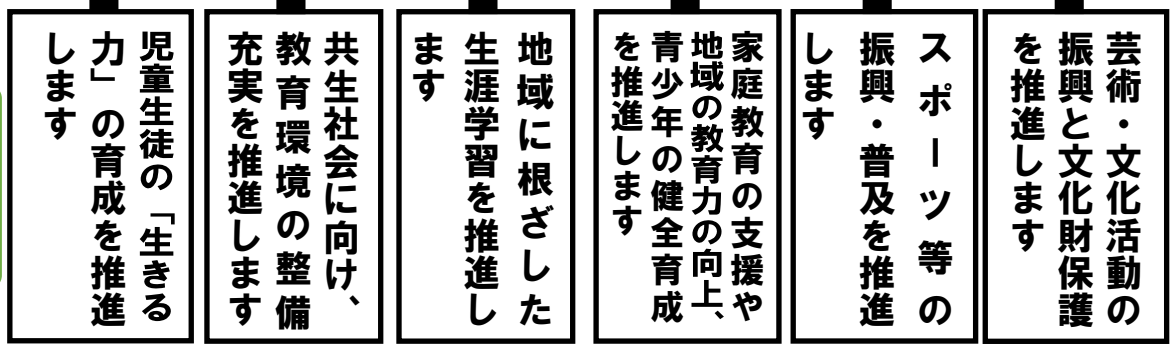 芸術・文化活動の
振興と文化財保護
を推進します
スポーツ等の
振興・普及を推進
します
家庭教育の支援や
地域の教育力の向上、
青少年の健全育成
を推進します
地域に根ざした
生涯学習を推進し
ます
共生社会に向け、
教育環境の整備
充実を推進します
児童生徒の「生きる
力」の育成を推進
します